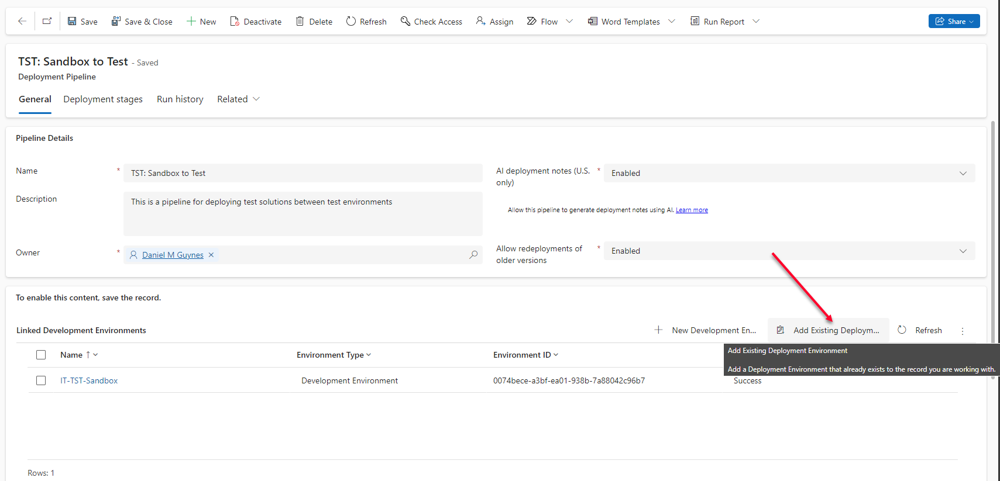 Save Save & Close New Deactivate Delete Refresh Check Access Assign Flow Word Templates Run Report Share
TST: Sandbox to Test - Saved
Deployment Pipeline
General Deployment stages Run history Related
Pipeline Details
Name * TST: Sandbox to Test
AI deployment notes (U.S. only) * Enabled
Description This is a pipeline for deploying test solutions between test environments
Allow this pipeline to generate deployment notes using AI. Learn more
Owner * Daniel M Guynes
Allow redeployments of older versions * Enabled
To enable this content, save the record.
Linked Development Environments New Development En... Add Existing Deploym... Refresh
Add Existing Deployment Environment
Add a Deployment Environment that already exists to the record you are working with.
Name Environment Type Environment ID
IT-TST-Sandbox Development Environment 0074bece-a3bf-ea01-938b-7a88042c96b7 Success
Rows: 1